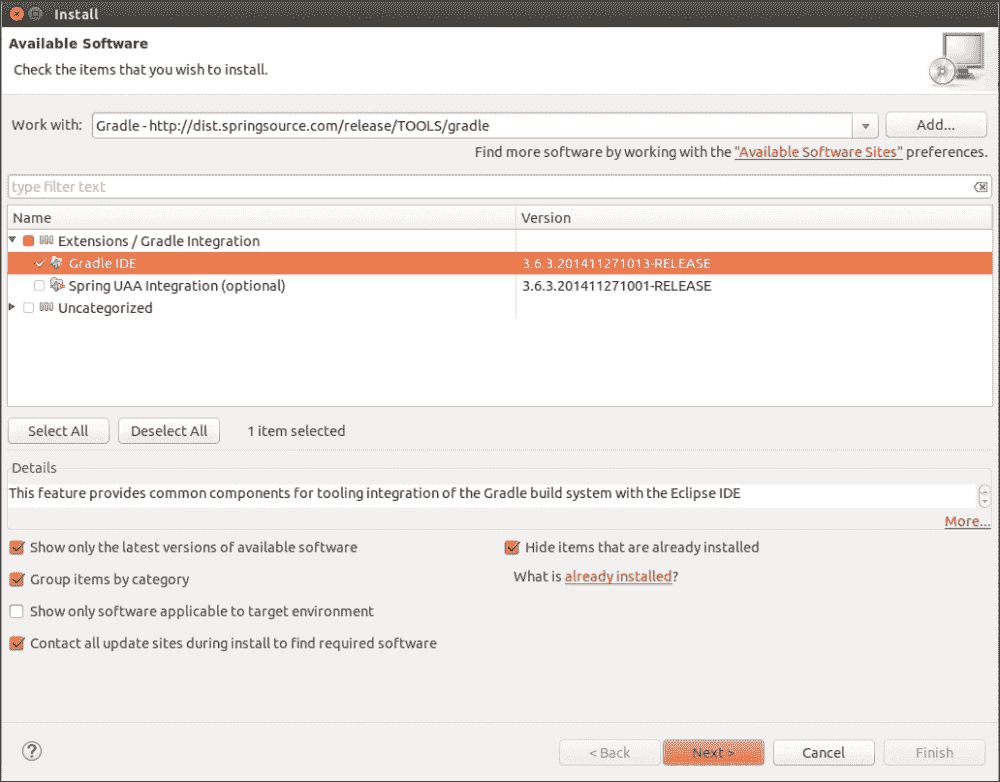 Install
Available Software
Check the items that you wish to install.
Work with: Gradle - http://dist.springsource.com/release/TOOLS/gradle Add...
Find more software by working with the "Available Software Sites" preferences.
type filter text
Name Version
Extensions / Gradle Integration
Gradle IDE 3.6.3.201411271013-RELEASE
Spring UAA Integration (optional) 3.6.3.201411271001-RELEASE
Uncategorized
Select All Deselect All 1 item selected
Details
This feature provides common components for tooling integration of the Gradle build system with the Eclipse IDE
More...
Show only the latest versions of available software Hide items that are already installed
Group items by category What is already installed?
Show only software applicable to target environment
Contact all update sites during install to find required software
? < Back Next > Cancel Finish